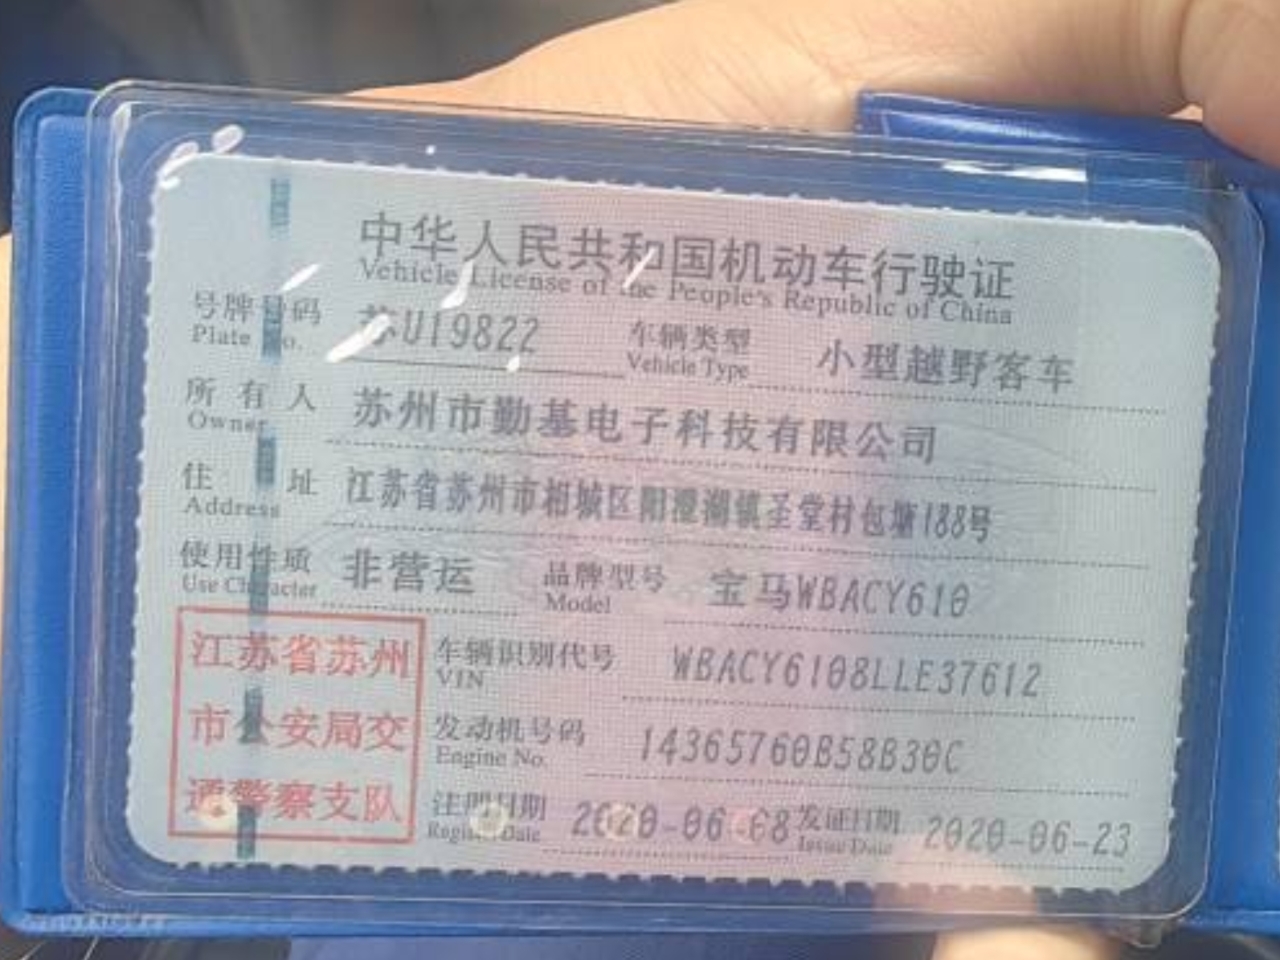 中华人民共和国机动车行驶证
Vehicle License of the People's Republic of China
号牌号码 苏U19822 车辆类型 小型越野客车
Plate No. Vehicle Type
所有人 苏州市勤基电子科技有限公司
Owner
住址 江苏省苏州市相城区阳澄湖镇圣堂村包塘188号
Address
使用性质 非营运 品牌型号 宝马WBACY610
Use Character Model
江苏省苏州
市公安局交
通警察支队
车辆识别代号 WBACY6108LLE37612
VIN
发动机号码 14365760B58B30C
Engine No.
注册日期 2020-06-08 发证日期 2020-06-23
Register Date Issue Date